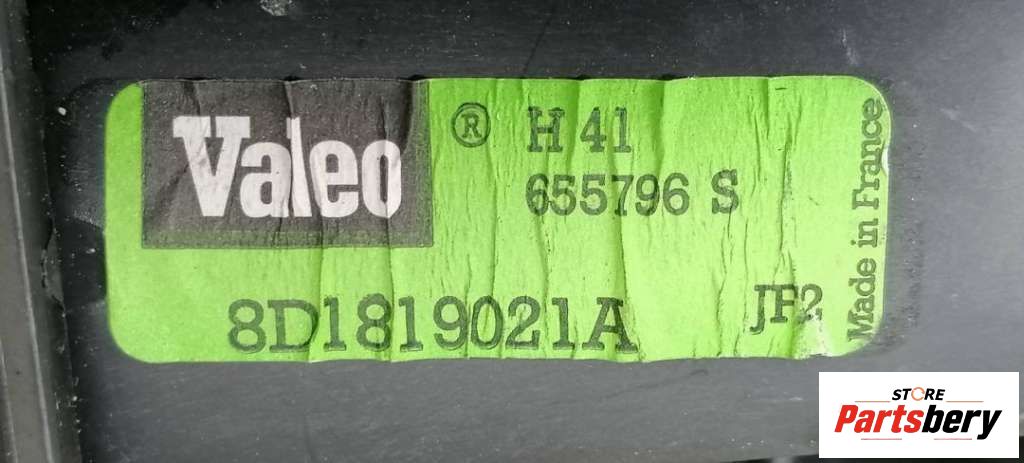 Valeo ® H 41
655796 S
8D1819021A
JF2
Made in France
STORE
Partsbery